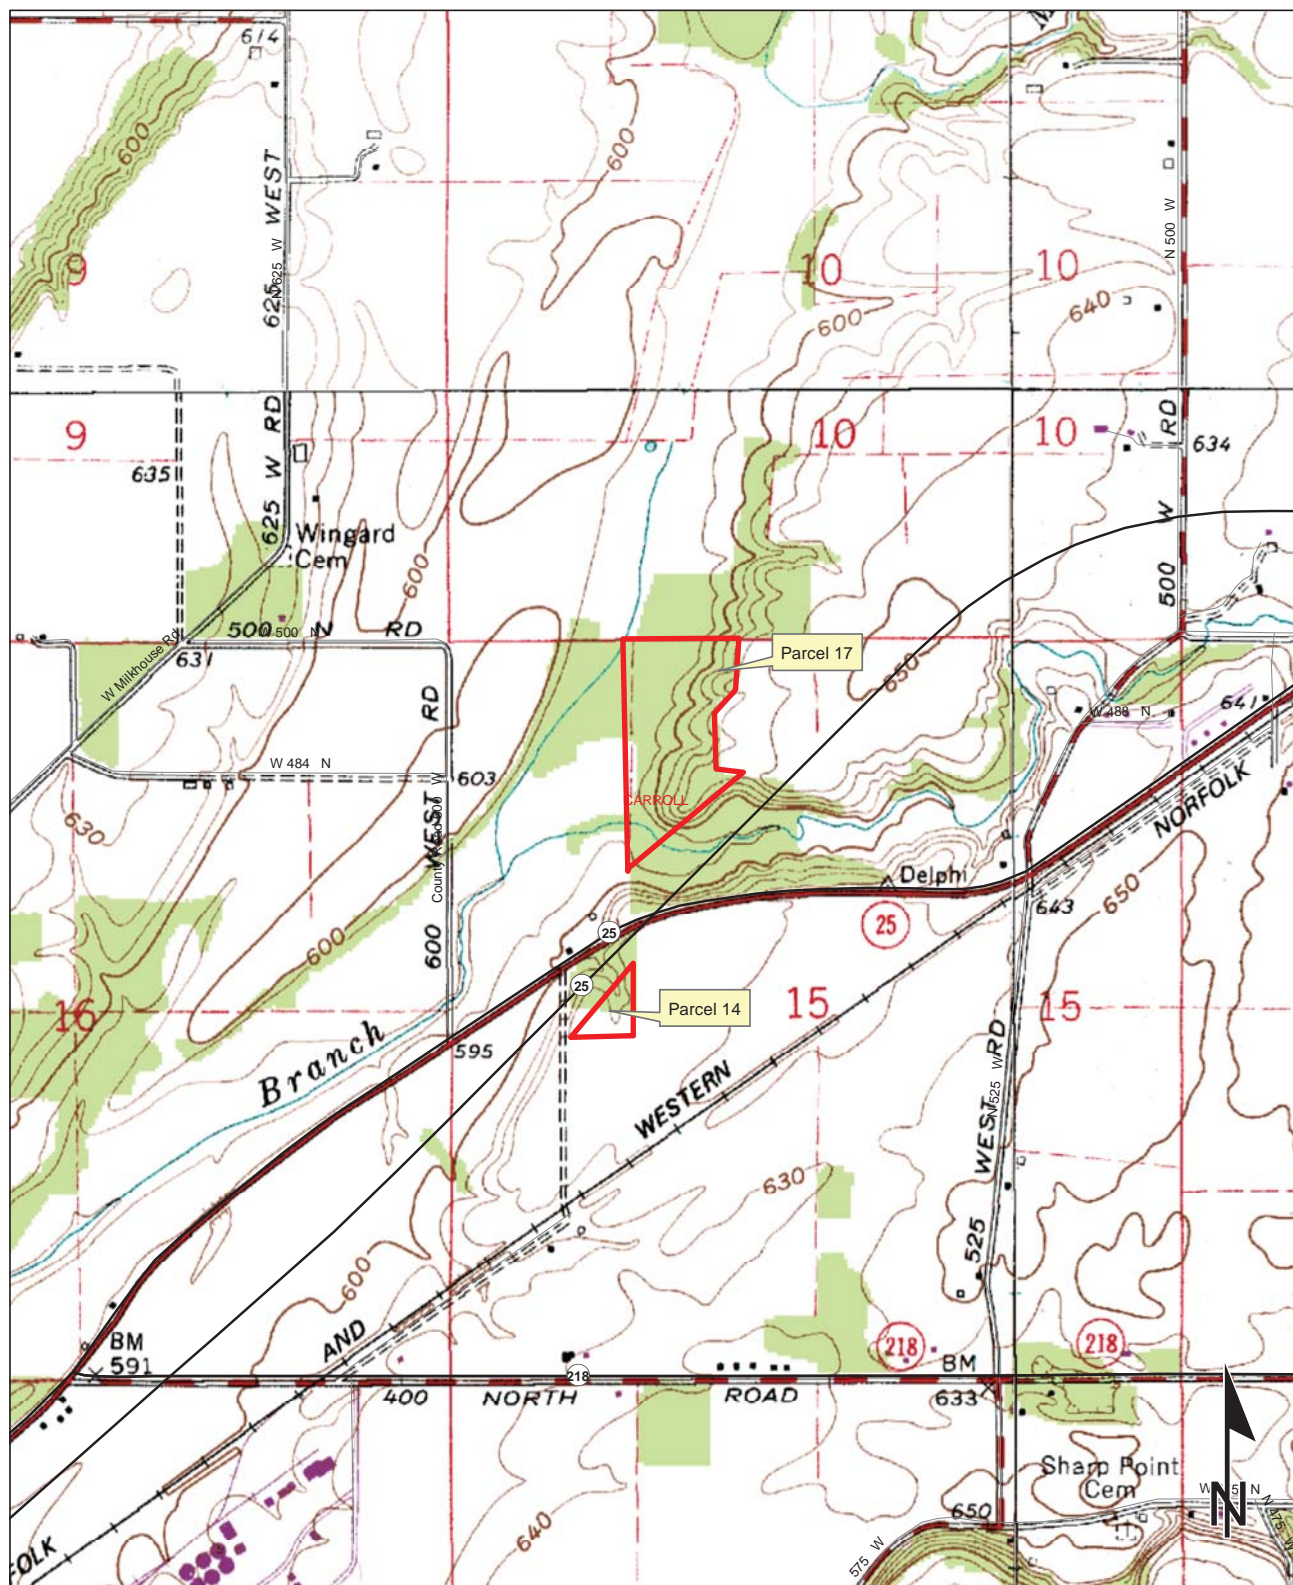 614
M
600
600
625 WEST
N 625 W
N 500 W
9
10
10
640
600
9
10
10
RD
634
635
625 W RD
Wingard
Cem
600
500 W
500 N RD
W 500 N
631
W Milkhouse Rd
Parcel 17
650
RD
W 488 N
641
W 484 N
603
CARROLL
NORFOLK
630
WEST
Delphi
25
643
650
25
600
600
25
Parcel 14
16
15
15
595
Branch
RD
N 525 W
WESTERN
WEST
630
525
600
AND
BM
591
218
218
BM
218
400 NORTH ROAD
633
Sharp Point
Cem
650
N
N 475 W
640
575 W
FOLK